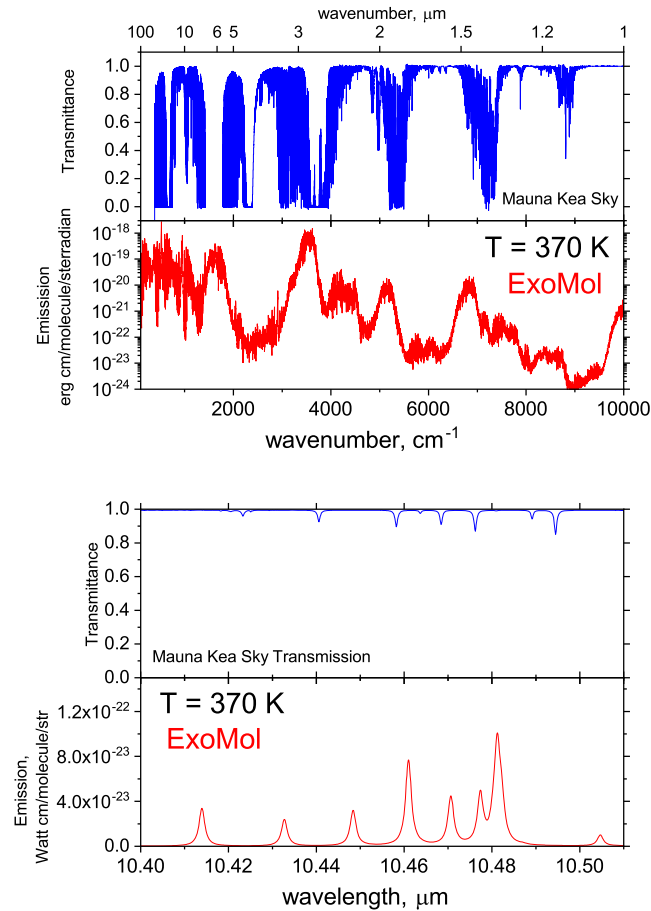 wavenumber, μm
100 10 6 5 3 2 1.5 1.2 1
1.0
0.8
0.6
0.4
0.2
0.0
Transmittance
Mauna Kea Sky
10-18
10-19
10-20
10-21
10-22
10-23
10-24
Emissision
erg cm/molecule/sterradian
T = 370 K
ExoMol
2000 4000 6000 8000 10000
wavenumber, cm-1
1.0
0.8
0.6
0.4
0.2
0.0
Transmittance
Mauna Kea Sky Transmission
1.2x10-22
8.0x10-23
4.0x10-23
0.0
Emission,
Watt cm/molecule/str
T = 370 K
ExoMol
10.40 10.42 10.44 10.46 10.48 10.50
wavelength, μm